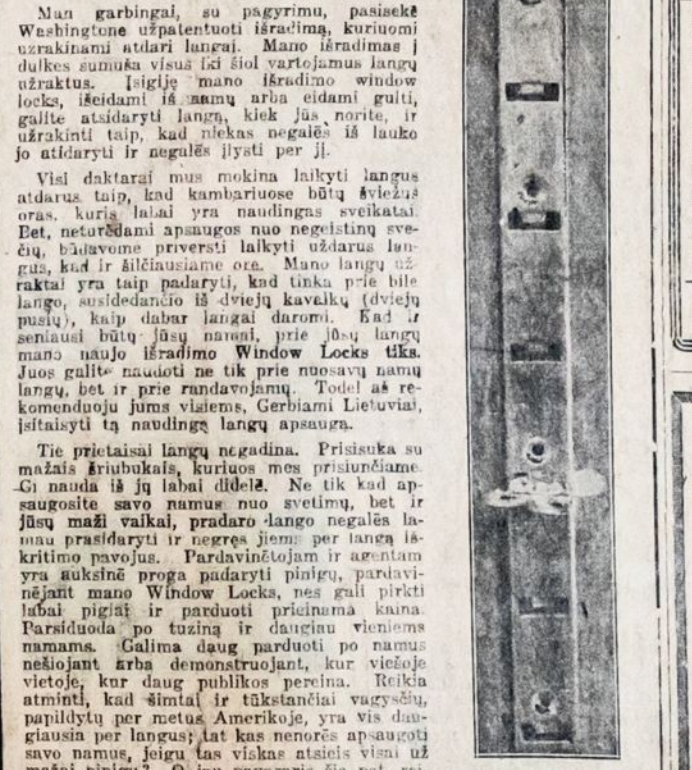 Man garbingai, su pagyrimu, pasisekė
Washingtone užpatentuoti išradimą, kuriuomi
užrakinami atdari langai. Mano išradimas į
dulkes sumuša visus iki šiol vartojamus langų
užraktus. Įsigiję mano išradimo window
locks, išeidami iš namų arba eidami gulti,
galite atsidaryti langą, kiek jūs norite, ir
užrakinti taip, kad niekas negalės iš lauko
jo atidaryti ir negalės įlysti per jį.
Visi daktarai mus mokina laikyti langus
atdarus taip, kad kambariuose būtų šviežus
oras, kuris labai yra naudingas sveikatai.
Bet, neturėdami apsaugos nuo negeistinų sve-
čių, būdavome priversti laikyti uždarus lan-
gus, kad ir šilčiausiame ore. Mano langų už-
raktai yra taip padaryti, kad tinka prie bile
lango, susidedančio iš dviejų kavalkų (dviejų
pusių), kaip dabar langai daromi. Kad ir
seniausi būtų jūsų namai, prie jūsų langų
mano naujo išradimo Window Locks tiks.
Juos galite naudoti ne tik prie nuosavų namų
langų, bet ir prie randavojamų. Todėl aš re-
komenduoju jums visiems, Gerbiami Lietuviai,
įsitaisyti tą naudingą langų apsaugą.
Tie prietaisai langų negadina. Prisisuka su
mažais šriubukais, kuriuos mes prisiunčiame.
Gi nauda iš jų labai didelė. Ne tik kad ap-
saugosite savo namus nuo svetimų, bet ir
jūsų maži vaikai, pradaro lango negalės la-
biau prasidaryti ir negręs jiems per langą iš-
kritimo pavojus. Pardavinėtojam ir agentam
yra auksinė proga padaryti pinigų, pardavi-
nėjant mano Window Locks, nes gali pirkti
labai pigiai ir parduoti prieinama kaina.
Parsiduoda po tuziną ir daugiau vieniems
namams. Galima daug parduoti po namus
nešiojant arba demonstruojant, kur viešoje
vietoje, kur daug publikos pereina. Reikia
atminti, kad šimtai ir tūkstančiai vagysčių,
papildytų per metus Amerikoje, yra vis dau-
giausia per langus; tat kas nenorės apsaugoti
savo namus, jeigu tas viskas atsieis visai už
mažai pinigų?